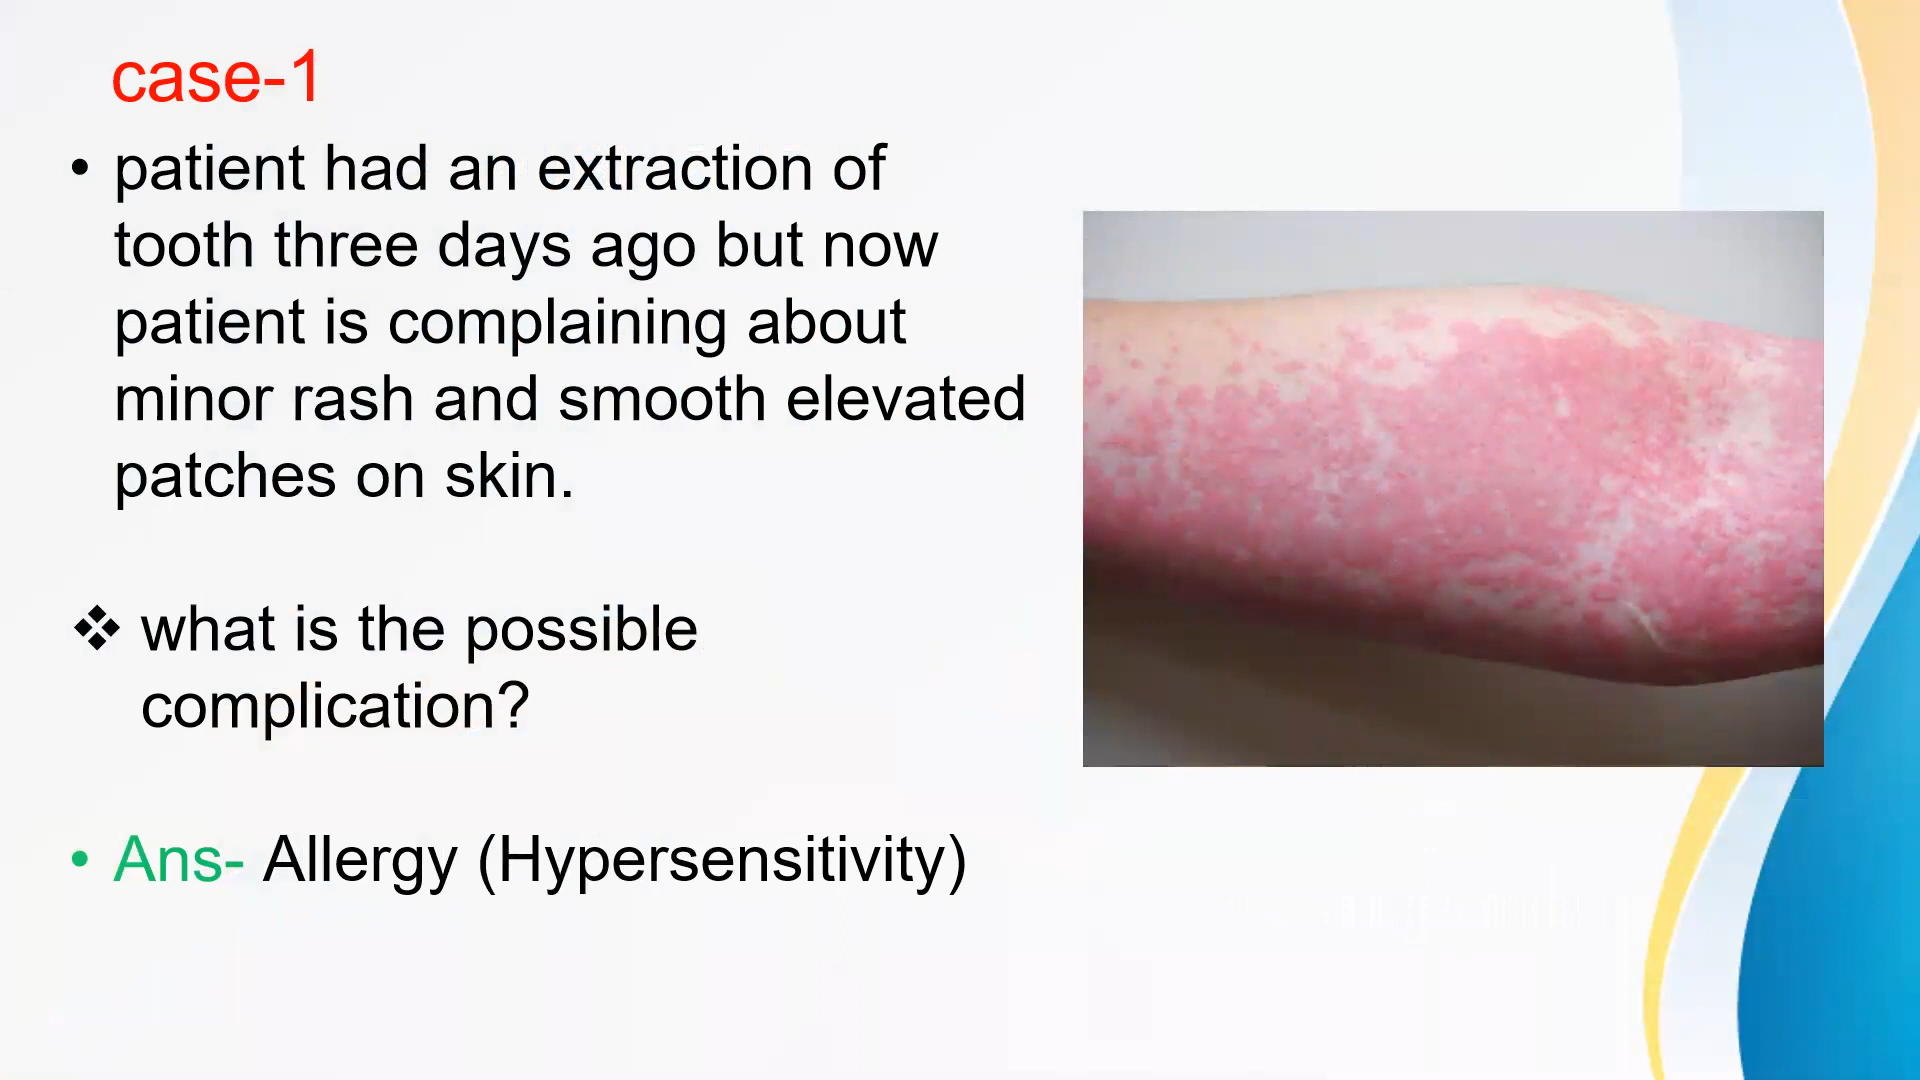 case-1
• patient had an extraction of
tooth three days ago but now
patient is complaining about
minor rash and smooth elevated
patches on skin.
❖ what is the possible
complication?
• Ans- Allergy (Hypersensitivity)